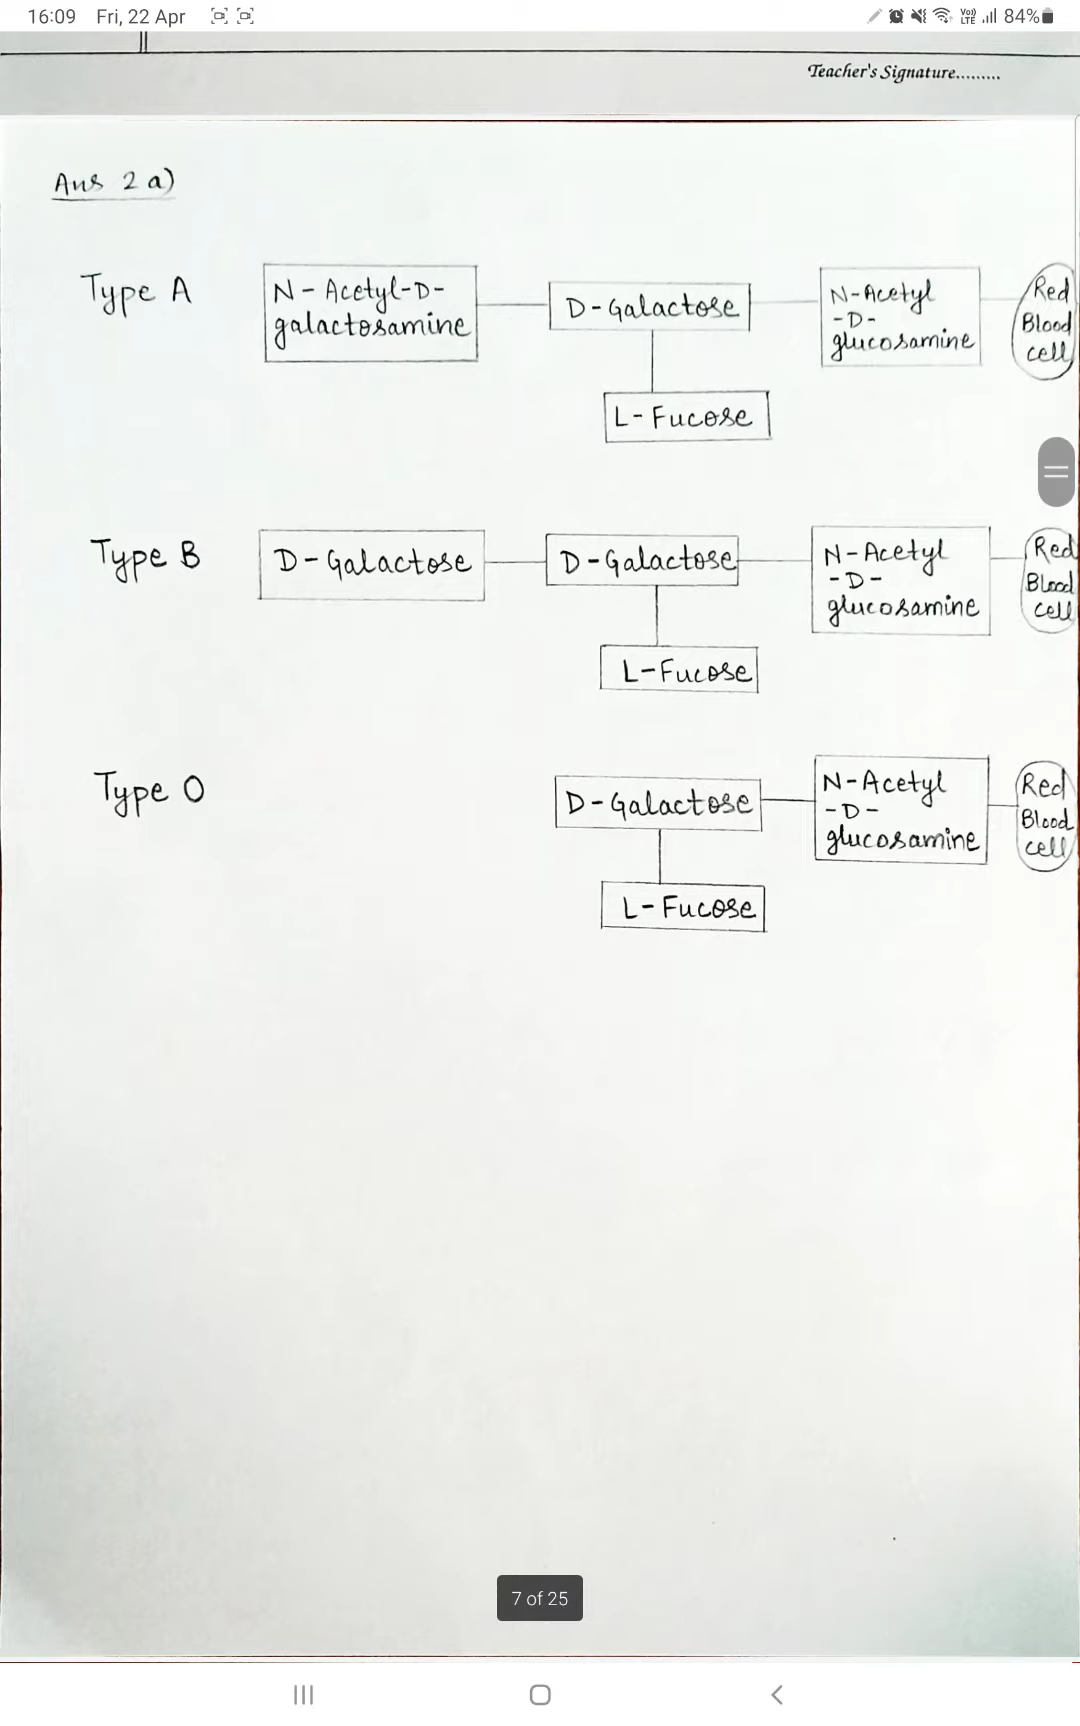 16:09 Fri, 22 Apr 84%
Teacher's Signature.........
Ans 2 a)
Type A
N - Acetyl-D-
galactosamine
D-Galactose
N-Acetyl
-D-
glucosamine
Red
Blood
cell
L-Fucose
Type B
D-Galactose
D-Galactose
N-Acetyl
-D-
glucosamine
Red
Blood
cell
L-Fucose
Type O
D-Galactose
N-Acetyl
-D-
glucosamine
Red
Blood
cell
L-Fucose
7 of 25